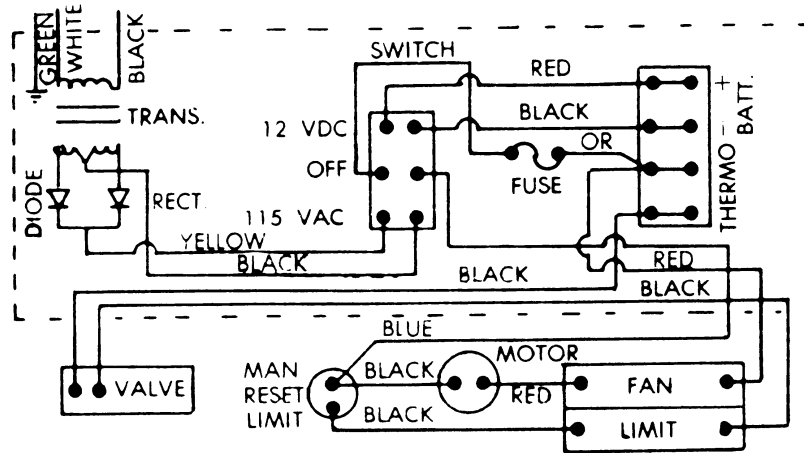 GREEN
WHITE
BLACK
SWITCH
RED
TRANS.
12 VDC
BLACK
+
-
BATT.
THERMO
OFF
FUSE
OR
DIODE
RECT.
115 VAC
YELLOW
BLACK
BLACK
RED
BLACK
BLUE
VALVE
MAN
RESET
LIMIT
BLACK
MOTOR
RED
FAN
BLACK
LIMIT